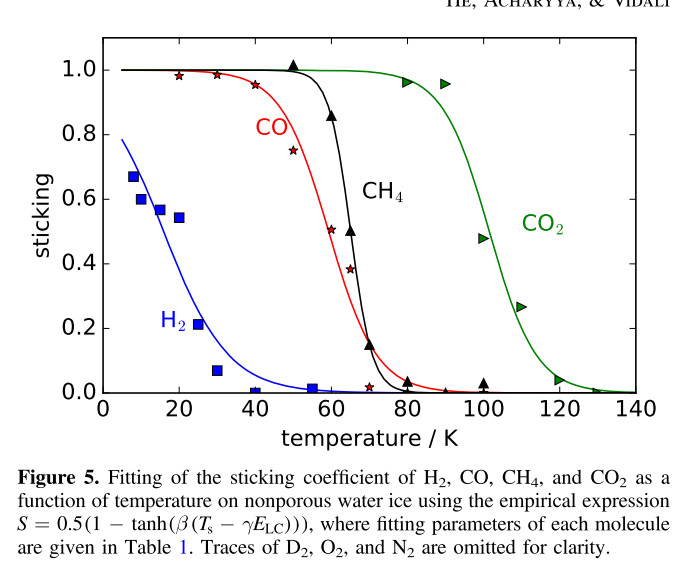 HE, ACHARYYA, & VIDALI
1.0
0.8
0.6
0.4
0.2
0.0
sticking
CO
CH₄
CO₂
H₂
0 20 40 60 80 100 120 140
temperature / K
Figure 5. Fitting of the sticking coefficient of H₂, CO, CH₄, and CO₂ as a
function of temperature on nonporous water ice using the empirical expression
S = 0.5(1 − tanh(β(Tₛ − γE_LC))), where fitting parameters of each molecule
are given in Table 1. Traces of D₂, O₂, and N₂ are omitted for clarity.